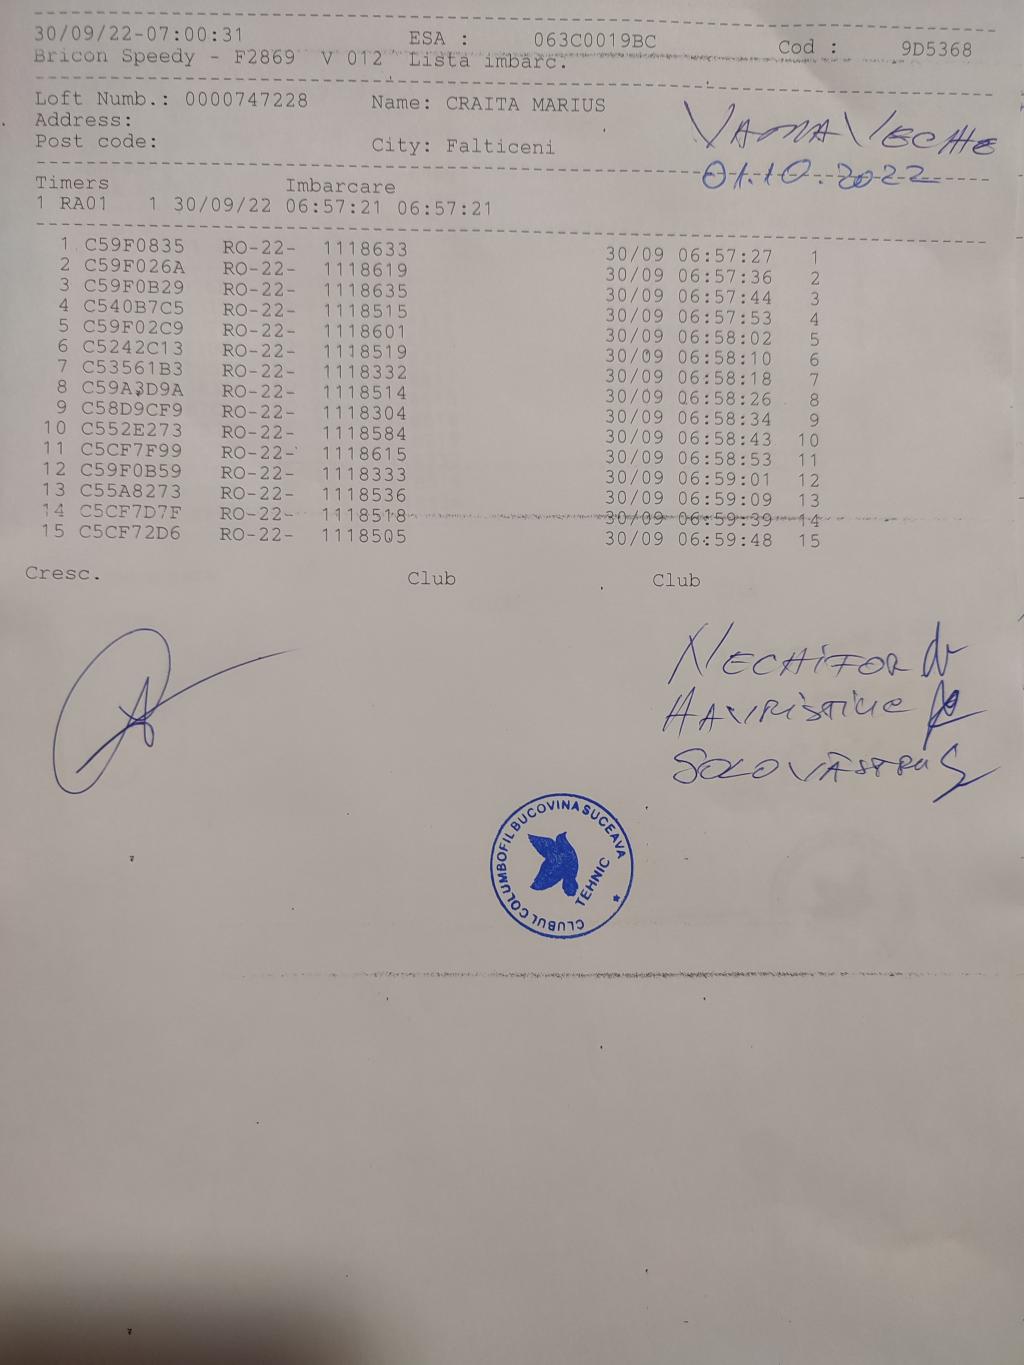 30/09/22-07:00:31 ESA : 063C0019BC Cod : 9D5368
Bricon Speedy - F2869 V 012 Lista imbarc.
Loft Numb.: 0000747228 Name: CRAITA MARIUS
Address:
Post code: City: Falticeni
VAMA VECHE
01.10.2022
Timers Imbarcare
1 RA01 1 30/09/22 06:57:21 06:57:21
1 C59F0835 RO-22- 1118633 30/09 06:57:27 1
2 C59F026A RO-22- 1118619 30/09 06:57:36 2
3 C59F0B29 RO-22- 1118635 30/09 06:57:44 3
4 C540B7C5 RO-22- 1118515 30/09 06:57:53 4
5 C59F02C9 RO-22- 1118601 30/09 06:58:02 5
6 C5242C13 RO-22- 1118519 30/09 06:58:10 6
7 C53561B3 RO-22- 1118332 30/09 06:58:18 7
8 C59A3D9A RO-22- 1118514 30/09 06:58:26 8
9 C58D9CF9 RO-22- 1118304 30/09 06:58:34 9
10 C552E273 RO-22- 1118584 30/09 06:58:43 10
11 C5CF7F99 RO-22- 1118615 30/09 06:58:53 11
12 C59F0B59 RO-22- 1118333 30/09 06:59:01 12
13 C55A8273 RO-22- 1118536 30/09 06:59:09 13
14 C5CF7D7F RO-22- 1118518 30/09 06:59:39 14
15 C5CF72D6 RO-22- 1118505 30/09 06:59:48 15
Cresc. Club Club
NECHIFOR
SOLOVĂSTRU
CLUBUL COLUMBOFIL BUCOVINA SUCEAVA
TEHNIC